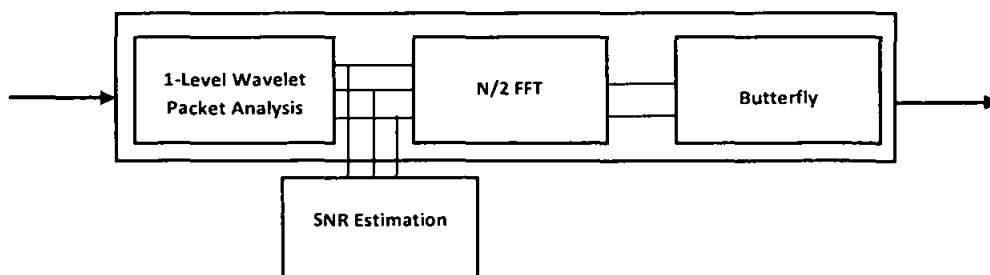 1-Level Wavelet
Packet Analysis
N/2 FFT
Butterfly
SNR Estimation